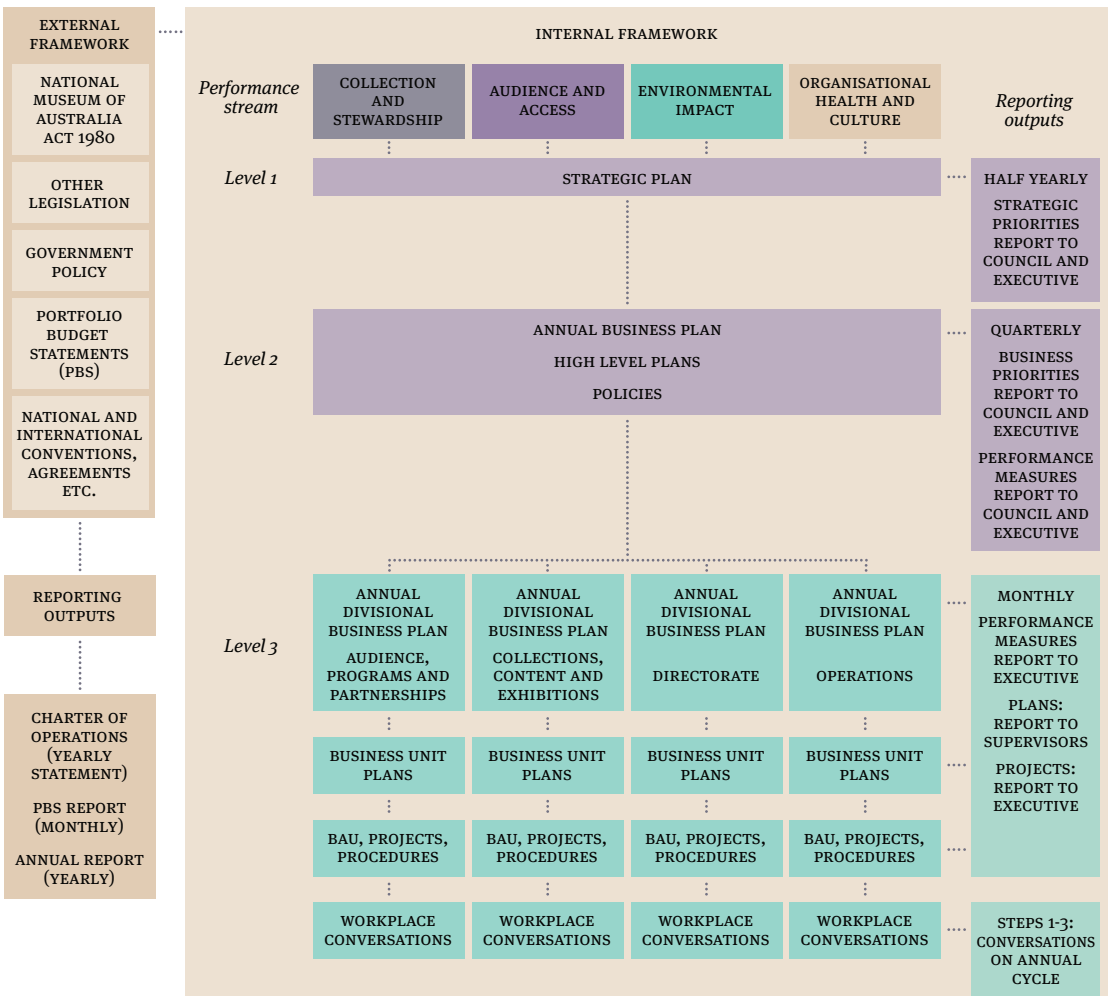 EXTERNAL
FRAMEWORK
NATIONAL
MUSEUM OF
AUSTRALIA
ACT 1980
OTHER
LEGISLATION
GOVERNMENT
POLICY
PORTFOLIO
BUDGET
STATEMENTS
(PBS)
NATIONAL AND
INTERNATIONAL
CONVENTIONS,
AGREEMENTS
ETC.
REPORTING
OUTPUTS
CHARTER OF
OPERATIONS
(YEARLY
STATEMENT)
PBS REPORT
(MONTHLY)
ANNUAL REPORT
(YEARLY)
INTERNAL FRAMEWORK
Performance
stream
COLLECTION
AND
STEWARDSHIP
AUDIENCE AND
ACCESS
ENVIRONMENTAL
IMPACT
ORGANISATIONAL
HEALTH AND
CULTURE
Reporting
outputs
Level 1
STRATEGIC PLAN
HALF YEARLY
STRATEGIC
PRIORITIES
REPORT TO
COUNCIL AND
EXECUTIVE
Level 2
ANNUAL BUSINESS PLAN
HIGH LEVEL PLANS
POLICIES
QUARTERLY
BUSINESS
PRIORITIES
REPORT TO
COUNCIL AND
EXECUTIVE
PERFORMANCE
MEASURES
REPORT TO
COUNCIL AND
EXECUTIVE
Level 3
ANNUAL
DIVISIONAL
BUSINESS PLAN
AUDIENCE,
PROGRAMS AND
PARTNERSHIPS
ANNUAL
DIVISIONAL
BUSINESS PLAN
COLLECTIONS,
CONTENT AND
EXHIBITIONS
ANNUAL
DIVISIONAL
BUSINESS PLAN
DIRECTORATE
ANNUAL
DIVISIONAL
BUSINESS PLAN
OPERATIONS
BUSINESS UNIT
PLANS
BUSINESS UNIT
PLANS
BUSINESS UNIT
PLANS
BUSINESS UNIT
PLANS
BAU, PROJECTS,
PROCEDURES
BAU, PROJECTS,
PROCEDURES
BAU, PROJECTS,
PROCEDURES
BAU, PROJECTS,
PROCEDURES
MONTHLY
PERFORMANCE
MEASURES
REPORT TO
EXECUTIVE
PLANS:
REPORT TO
SUPERVISORS
PROJECTS:
REPORT TO
EXECUTIVE
WORKPLACE
CONVERSATIONS
WORKPLACE
CONVERSATIONS
WORKPLACE
CONVERSATIONS
WORKPLACE
CONVERSATIONS
STEPS 1-3:
CONVERSATIONS
ON ANNUAL
CYCLE